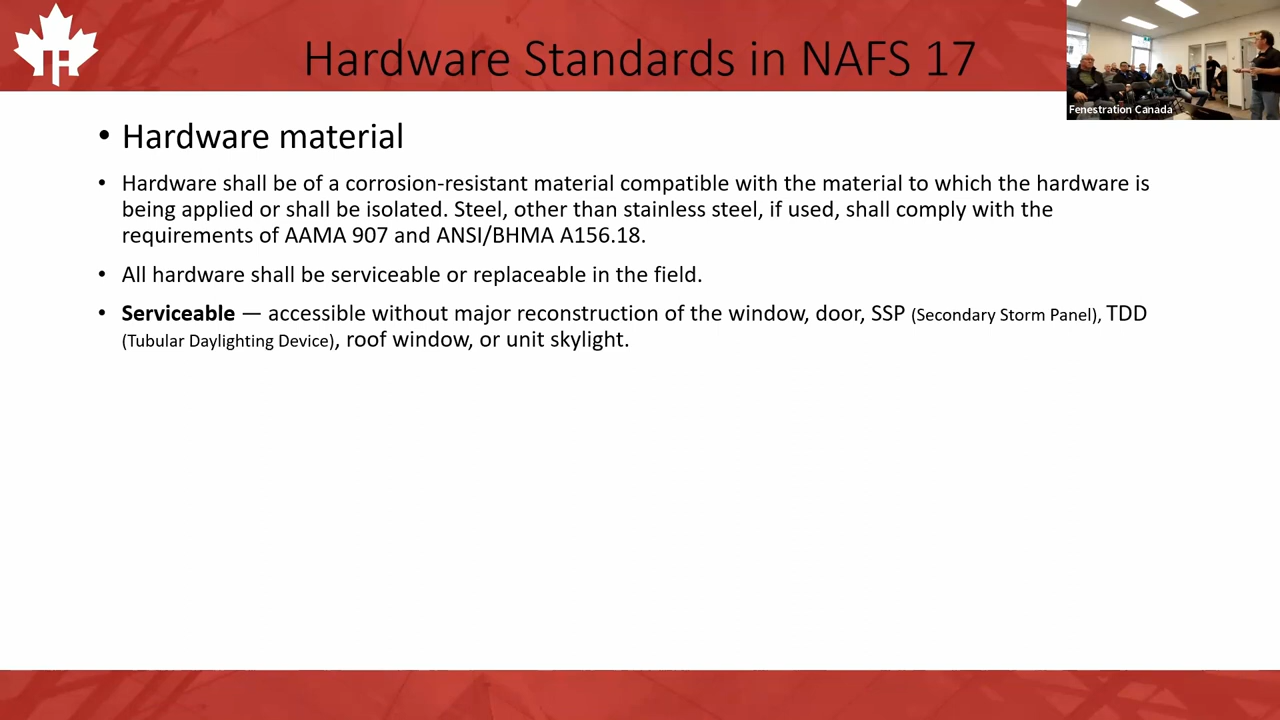 Hardware Standards in NAFS 17
Fenestration Canada
• Hardware material
• Hardware shall be of a corrosion-resistant material compatible with the material to which the hardware is
being applied or shall be isolated. Steel, other than stainless steel, if used, shall comply with the
requirements of AAMA 907 and ANSI/BHMA A156.18.
• All hardware shall be serviceable or replaceable in the field.
• Serviceable — accessible without major reconstruction of the window, door, SSP (Secondary Storm Panel), TDD
(Tubular Daylighting Device), roof window, or unit skylight.